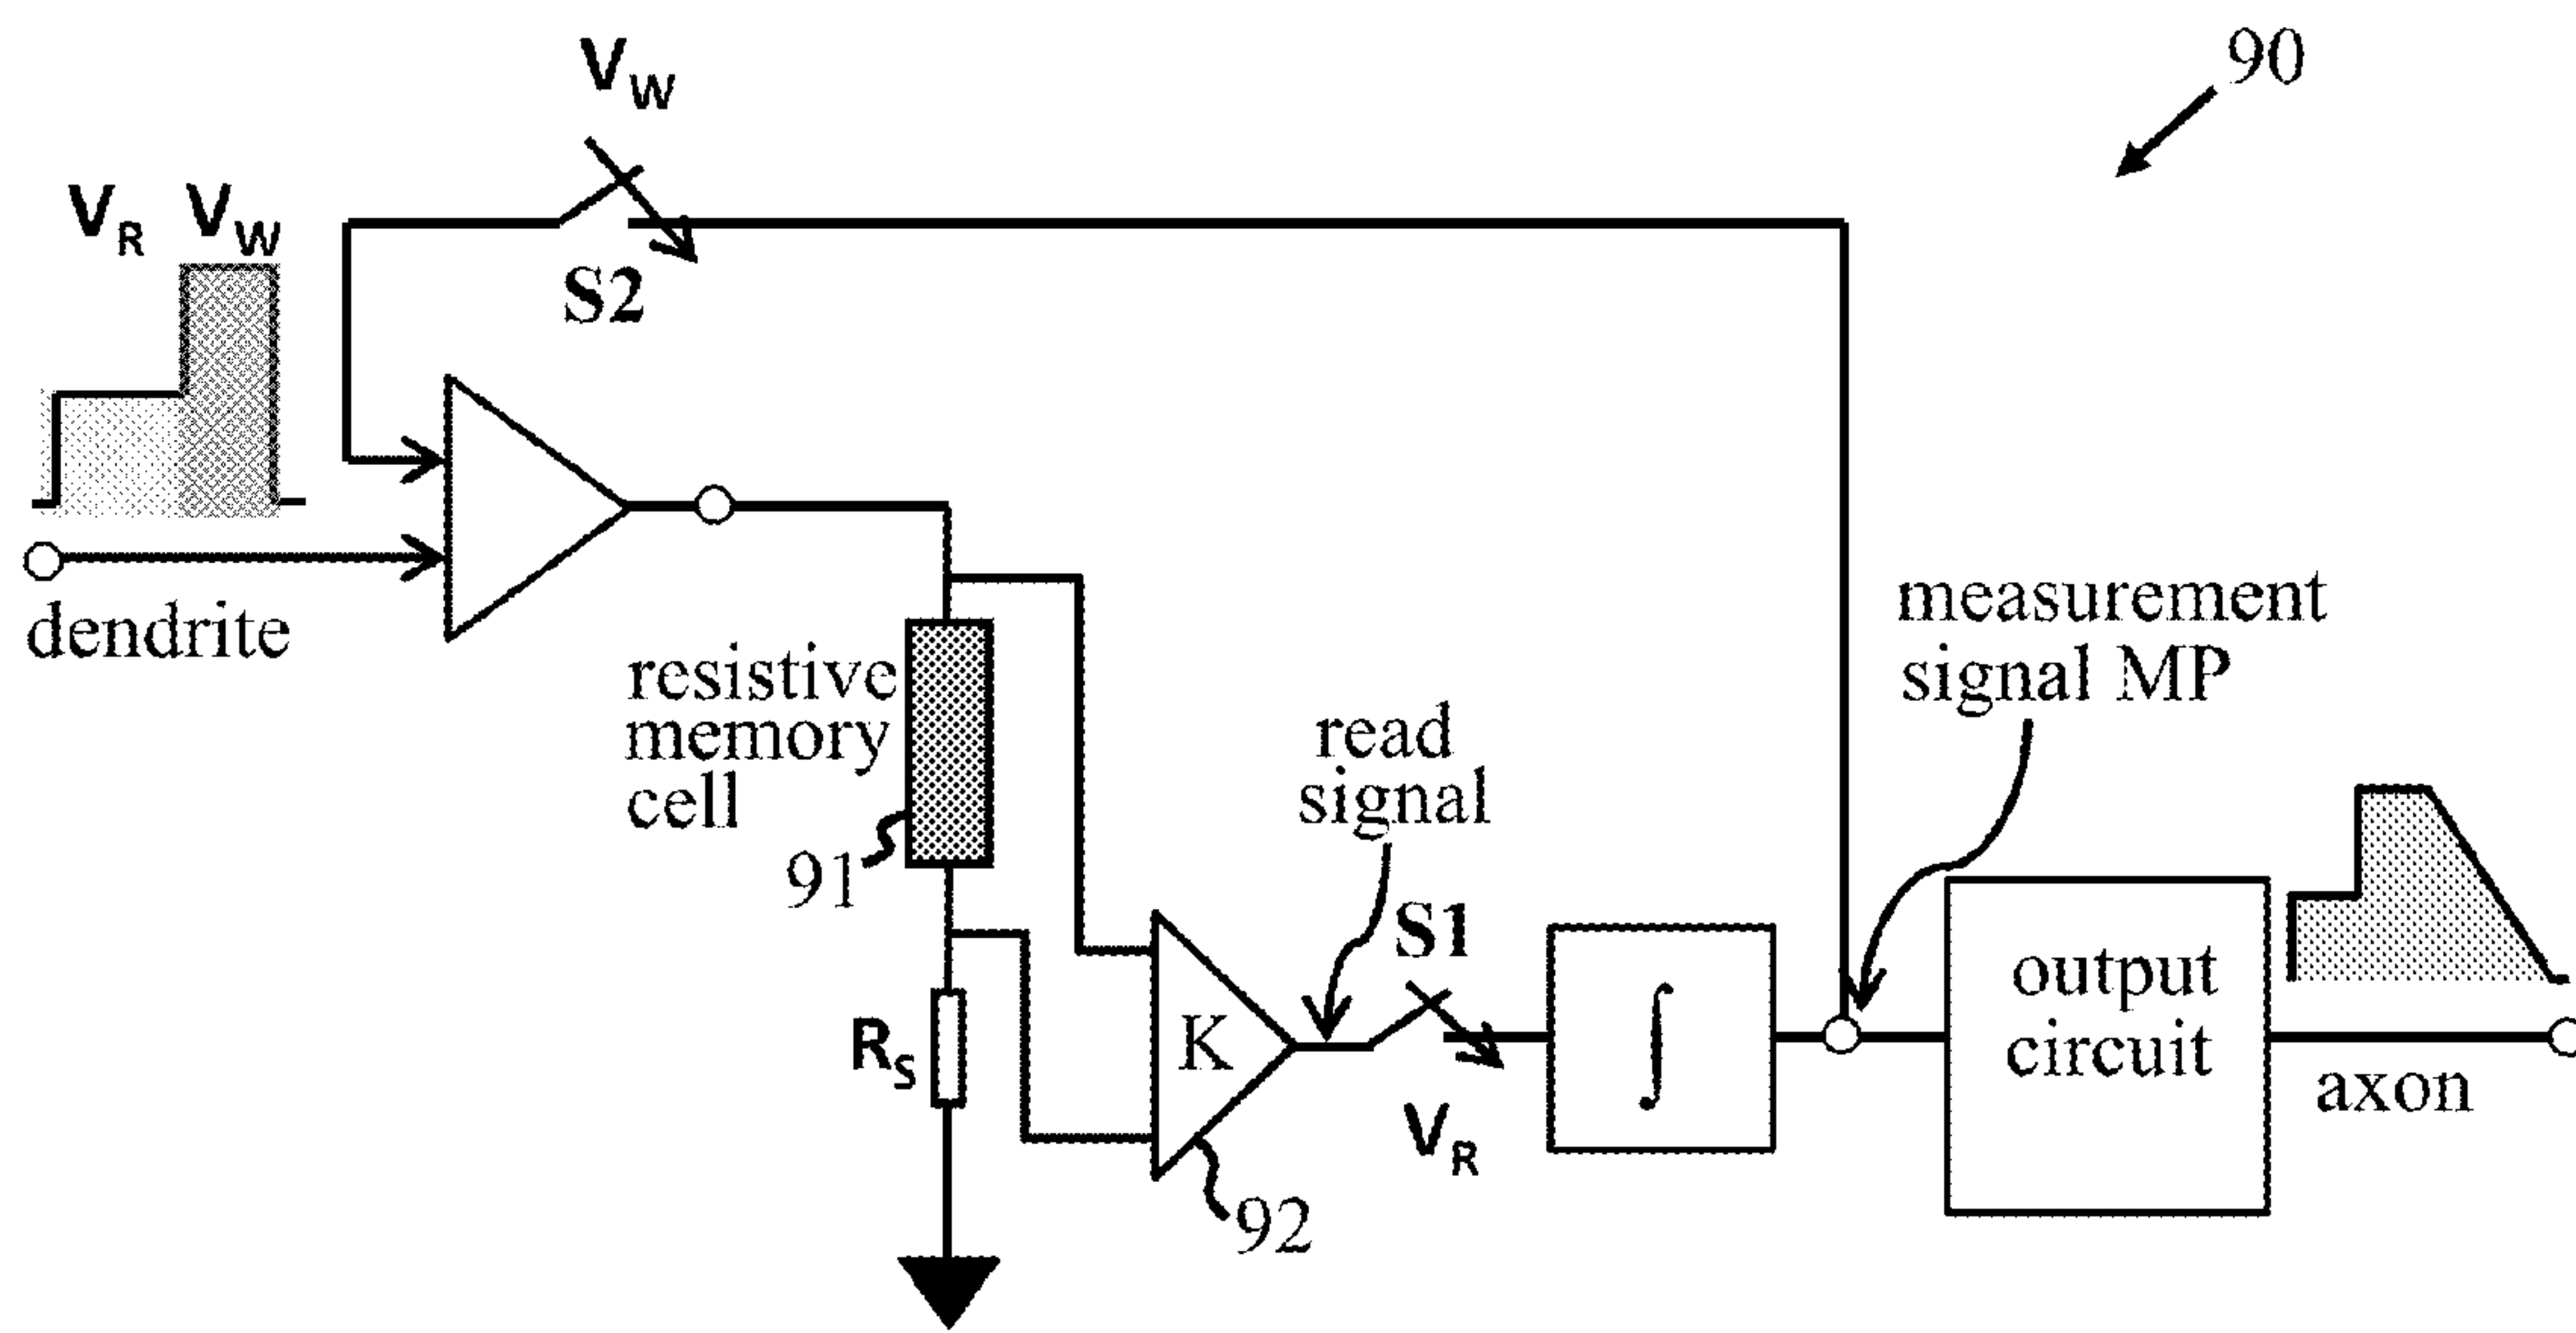 90
V_W
V_R V_W
S2
dendrite
measurement
signal MP
resistive
memory
cell
91
read
signal
S1
V_R
R_S
K
92
∫
output
circuit
axon